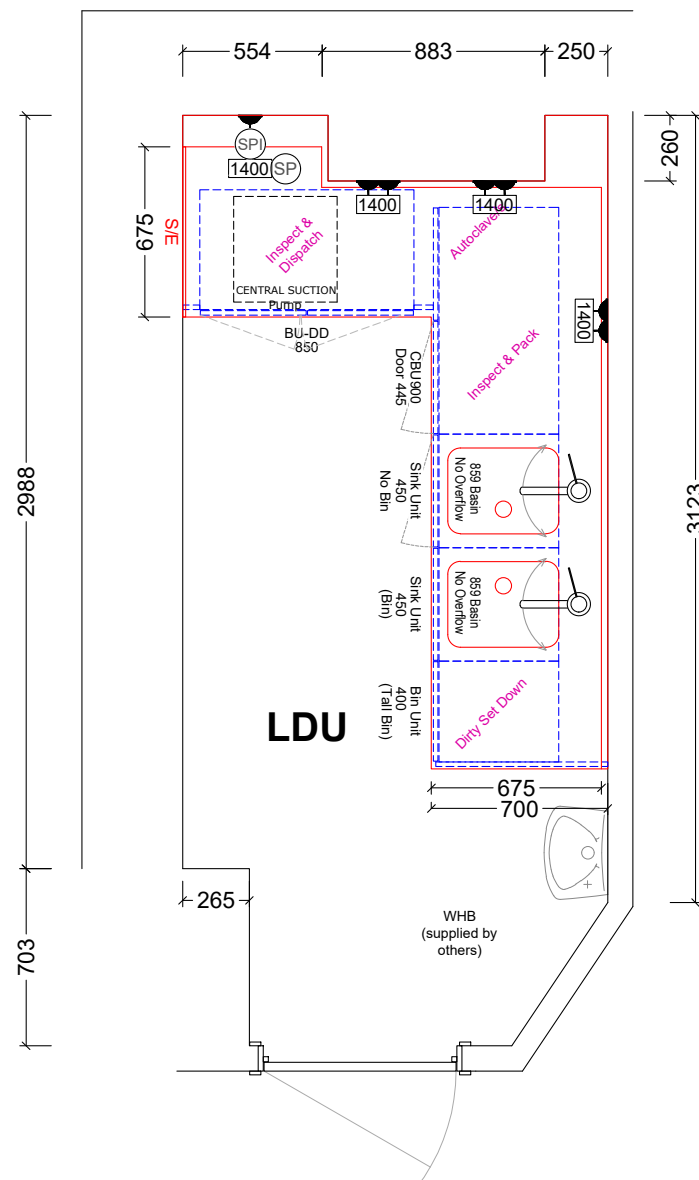 554
883
250
260
SPI
1400
SP
1400
1400
675
S/E
Inspect &
Dispatch
Autoclave/s
CENTRAL SUCTION
Pump
BU-DD
850
1400
Inspect & Pack
CBU900
Door 445
2988
3123
Sink Unit
450
No Bin
859 Basin
No Overflow
Sink Unit
450
(Bin)
859 Basin
No Overflow
Bin Unit
400
(Tall Bin)
Dirty Set Down
LDU
675
700
265
703
WHB
(supplied by
others)